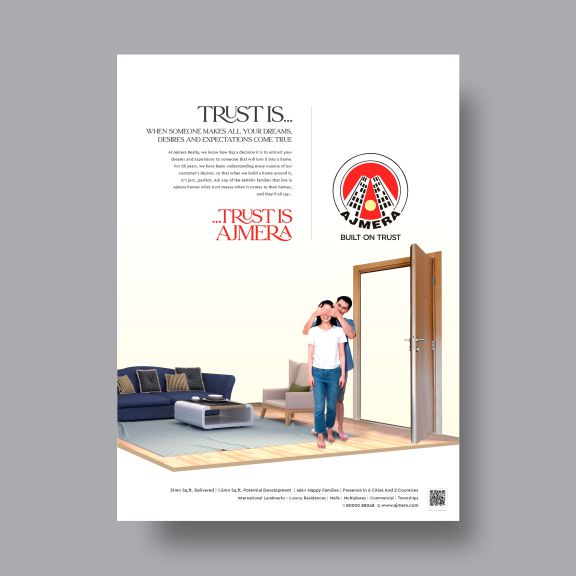 TRUST IS...
WHEN SOMEONE MAKES ALL YOUR DREAMS,
DESIRES AND EXPECTATIONS COME TRUE
At Ajmera Realty, we know how big a decision it is to entrust your
dreams and aspirations to someone that will turn it into a home.
For 55 years, we have been understanding every nuance of our
customer's desires, so that when we build a home around it,
it's just...perfect. Ask any of the 46000+ families that live in
Ajmera homes what trust means when it comes to their homes,
and they'll all say...
...TRUST IS
AJMERA
AJMERA
BUILT ON TRUST
31mn Sq.ft. Delivered | 1.5mn Sq.ft. Potential Development | 46k+ Happy Families | Presence In 6 Cities And 2 Countries
International Landmarks | Luxury Residences | Malls | Multiplexes | Commercial | Townships
80000 88048 www.ajmera.com